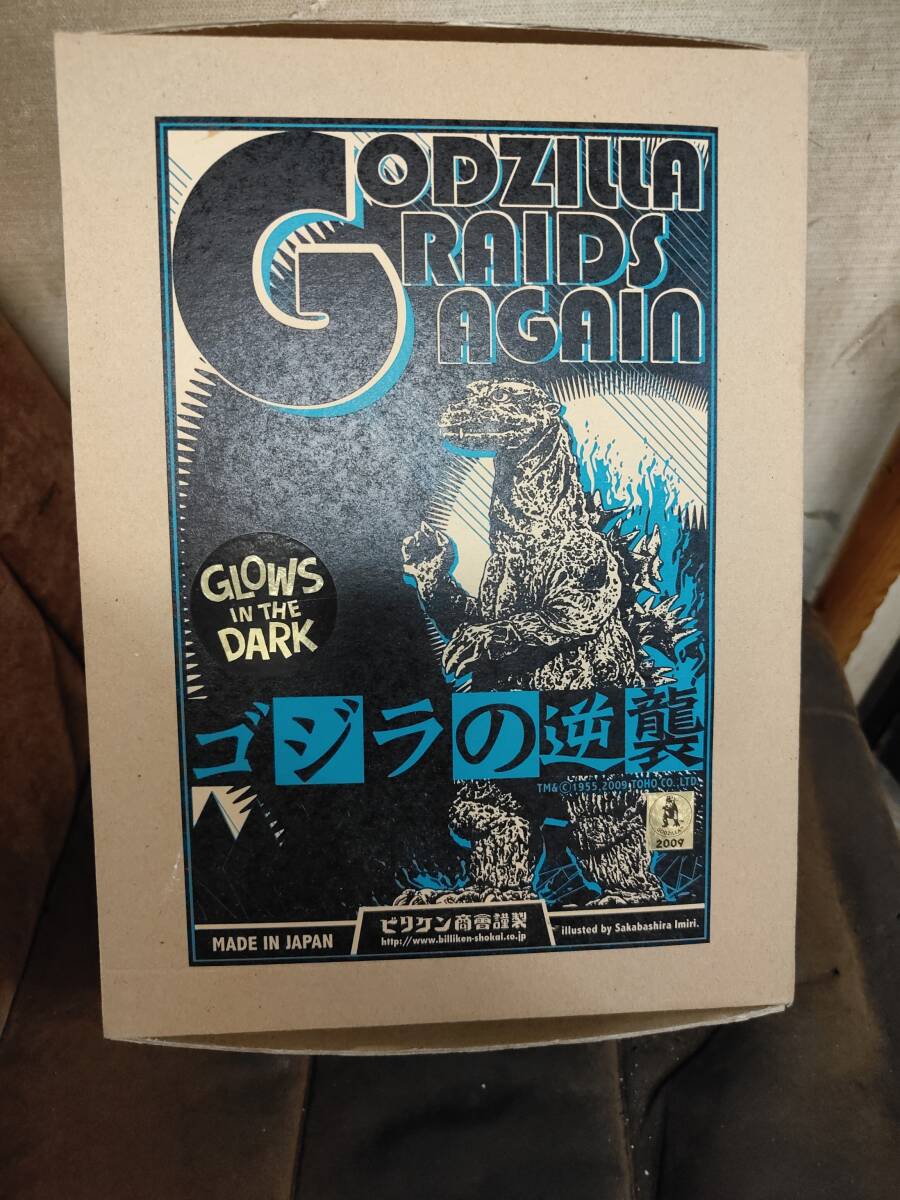 GODZILLA
RAIDS
AGAIN
GLOWS
IN THE
DARK
ゴジラの逆襲
TM&©1955,2009 TOHO CO.,LTD.
GODZILLA
2009
MADE IN JAPAN
ビリケン商會謹製
http://www.billiken-shokai.co.jp
illusted by Sakabashira Imiri.